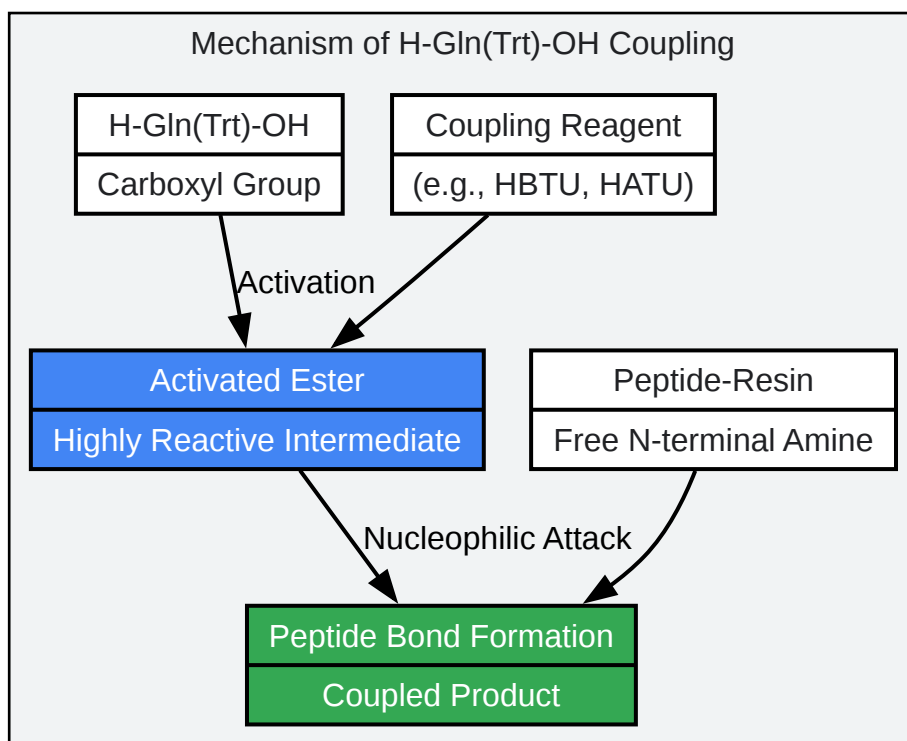 Mechanism of H-Gln(Trt)-OH Coupling
H-Gln(Trt)-OH
Carboxyl Group
Coupling Reagent
(e.g., HBTU, HATU)
Activation
Activated Ester
Highly Reactive Intermediate
Peptide-Resin
Free N-terminal Amine
Nucleophilic Attack
Peptide Bond Formation
Coupled Product